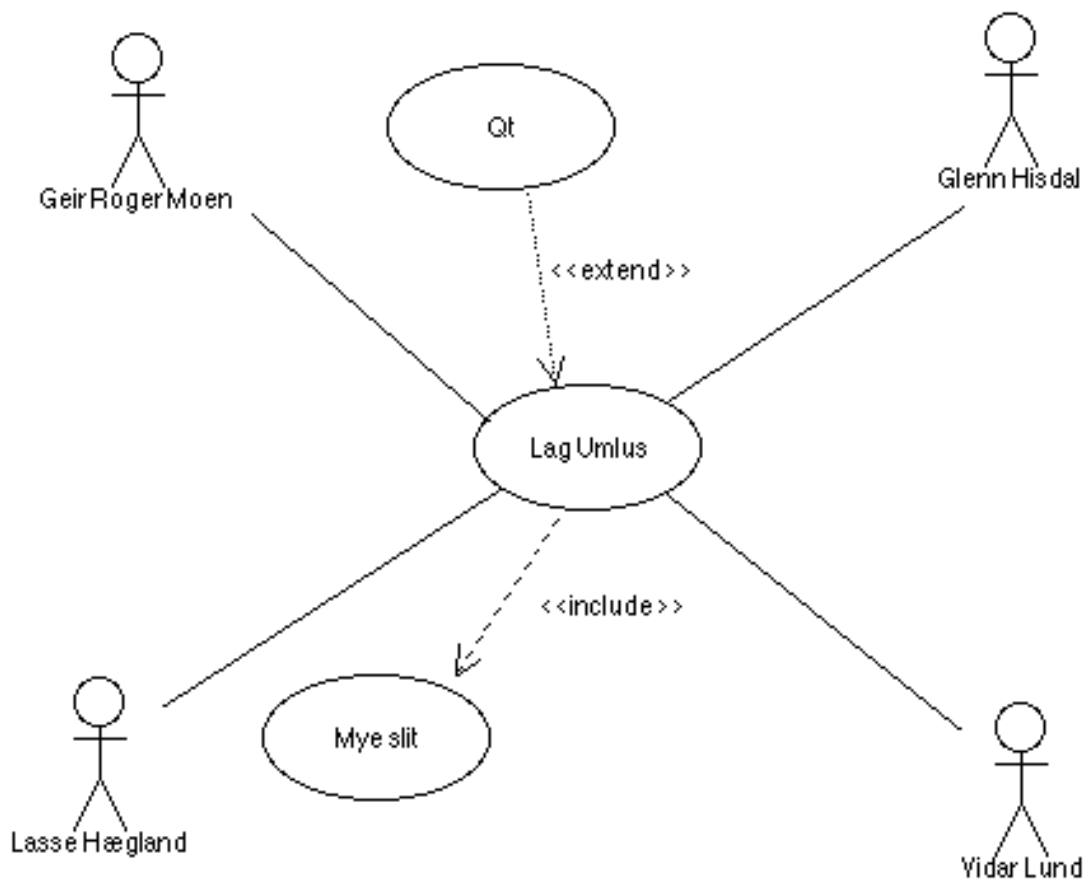 Qt
Geir Roger Moen
Glenn Hisdal
<<extend>>
Lag Umlus
<<include>>
Mye slit
Lasse Hægland
Vidar Lund